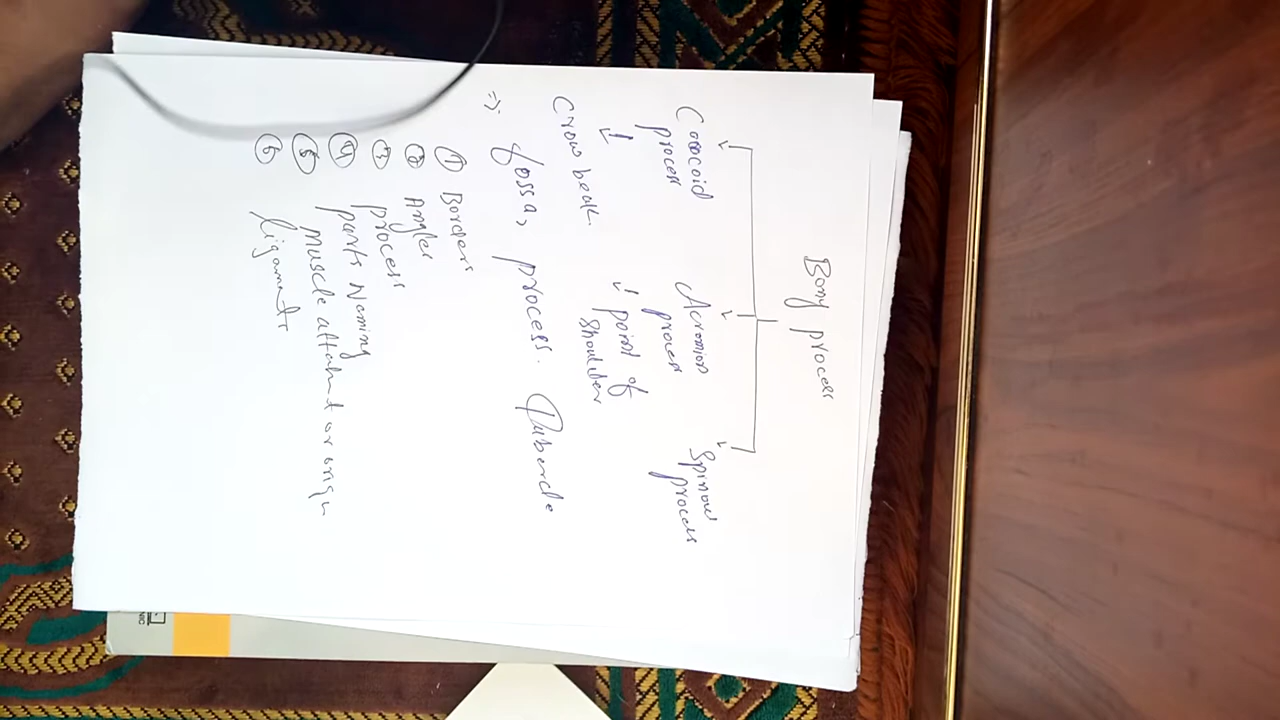 Bony process
Coracoid process
Acromion process
Spinous process
Crow beak.
point of shoulder
⇒ fossa, process. Tubercle
① Borders
② Angles
③ process
④ parts Naming
⑤ Muscle or origin
⑥ ligaments